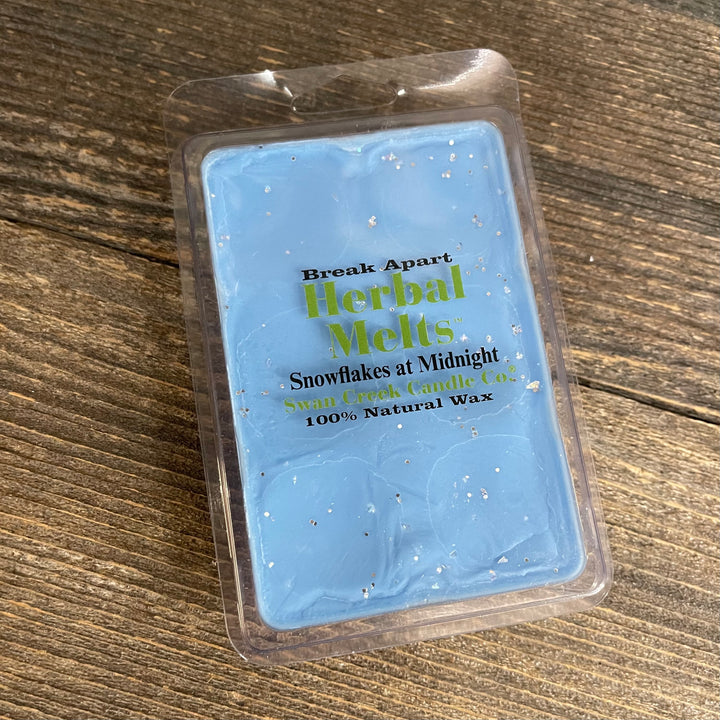 Break Apart
Herbal
Melts™
Snowflakes at Midnight
Swan Creek Candle Co.®
100% Natural Wax